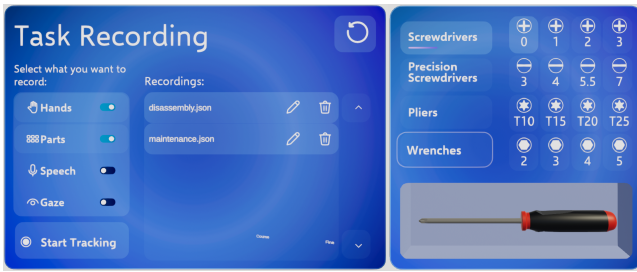 Task Recording
Select what you want to
record:
Recordings:
Hands
Parts
Speech
Gaze
Start Tracking
disassembly.json
maintenance.json
Screwdrivers
Precision
Screwdrivers
Pliers
Wrenches
0 1 2 3
3 4 5.5 7
T10 T15 T20 T25
2 3 4 5